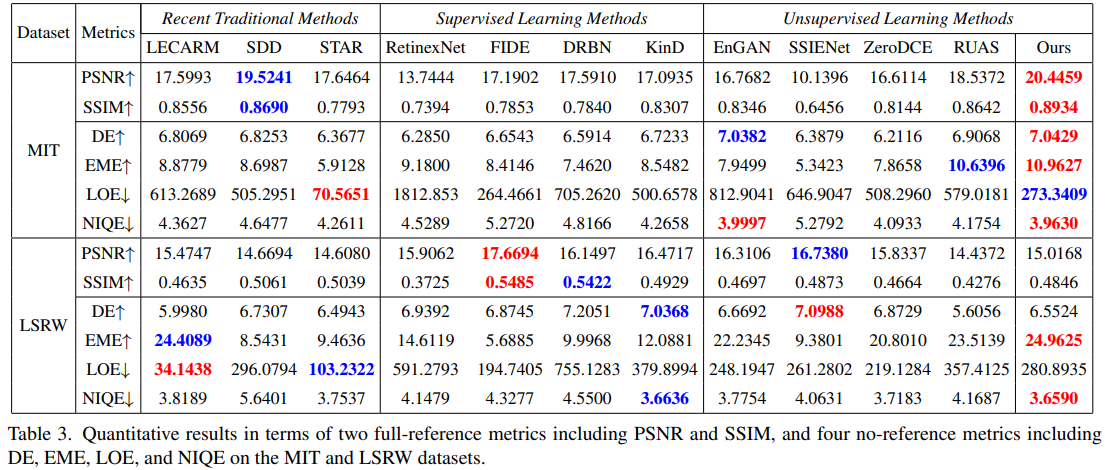 Dataset Metrics Recent Traditional Methods Supervised Learning Methods Unsupervised Learning Methods
LECARM SDD STAR RetinexNet FIDE DRBN KinD EnGAN SSIENet ZeroDCE RUAS Ours
MIT
PSNR↑ 17.5993 19.5241 17.6464 13.7444 17.1902 17.5910 17.0935 16.7682 10.1396 16.6114 18.5372 20.4459
SSIM↑ 0.8556 0.8690 0.7793 0.7394 0.7853 0.7840 0.8307 0.8346 0.6456 0.8144 0.8642 0.8934
DE↑ 6.8069 6.8253 6.3677 6.2850 6.6543 6.5914 6.7233 7.0382 6.3879 6.2116 6.9068 7.0429
EME↑ 8.8779 8.6987 5.9128 9.1800 8.4146 7.4620 8.5482 7.9499 5.3423 7.8658 10.6396 10.9627
LOE↓ 613.2689 505.2951 70.5651 1812.853 264.4661 705.2620 500.6578 812.9041 646.9047 508.2960 579.0181 273.3409
NIQE↓ 4.3627 4.6477 4.2611 4.5289 5.2720 4.8166 4.2658 3.9997 5.2792 4.0933 4.1754 3.9630
LSRW
PSNR↑ 15.4747 14.6694 14.6080 15.9062 17.6694 16.1497 16.4717 16.3106 16.7380 15.8337 14.4372 15.0168
SSIM↑ 0.4635 0.5061 0.5039 0.3725 0.5485 0.5422 0.4929 0.4697 0.4873 0.4664 0.4276 0.4846
DE↑ 5.9980 6.7307 6.4943 6.9392 6.8745 7.2051 7.0368 6.6692 7.0988 6.8729 5.6056 6.5524
EME↑ 24.4089 8.5431 9.4636 14.6119 5.6885 9.9968 12.0881 22.2345 9.3801 20.8010 23.5139 24.9625
LOE↓ 34.1438 296.0794 103.2322 591.2793 194.7405 755.1283 379.8994 248.1947 261.2802 219.1284 357.4125 280.8935
NIQE↓ 3.8189 5.6401 3.7537 4.1479 4.3277 4.5500 3.6636 3.7754 4.0631 3.7183 4.1687 3.6590
Table 3. Quantitative results in terms of two full-reference metrics including PSNR and SSIM, and four no-reference metrics including
DE, EME, LOE, and NIQE on the MIT and LSRW datasets.